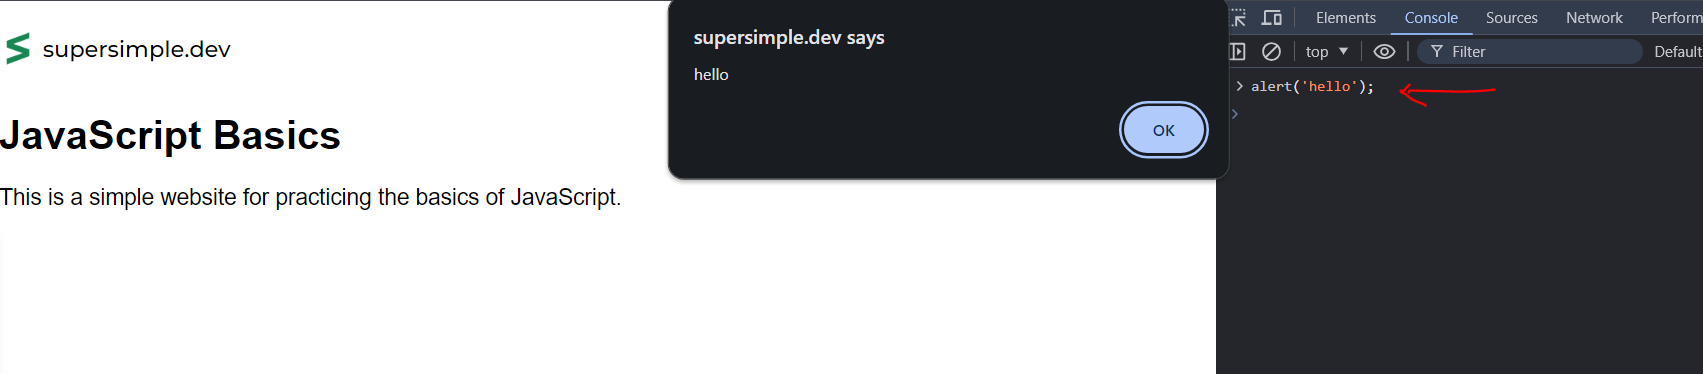 supersimple.dev
JavaScript Basics
This is a simple website for practicing the basics of JavaScript.
supersimple.dev says
hello
OK
Elements Console Sources Network Perform
top Filter Default
> alert('hello');
>